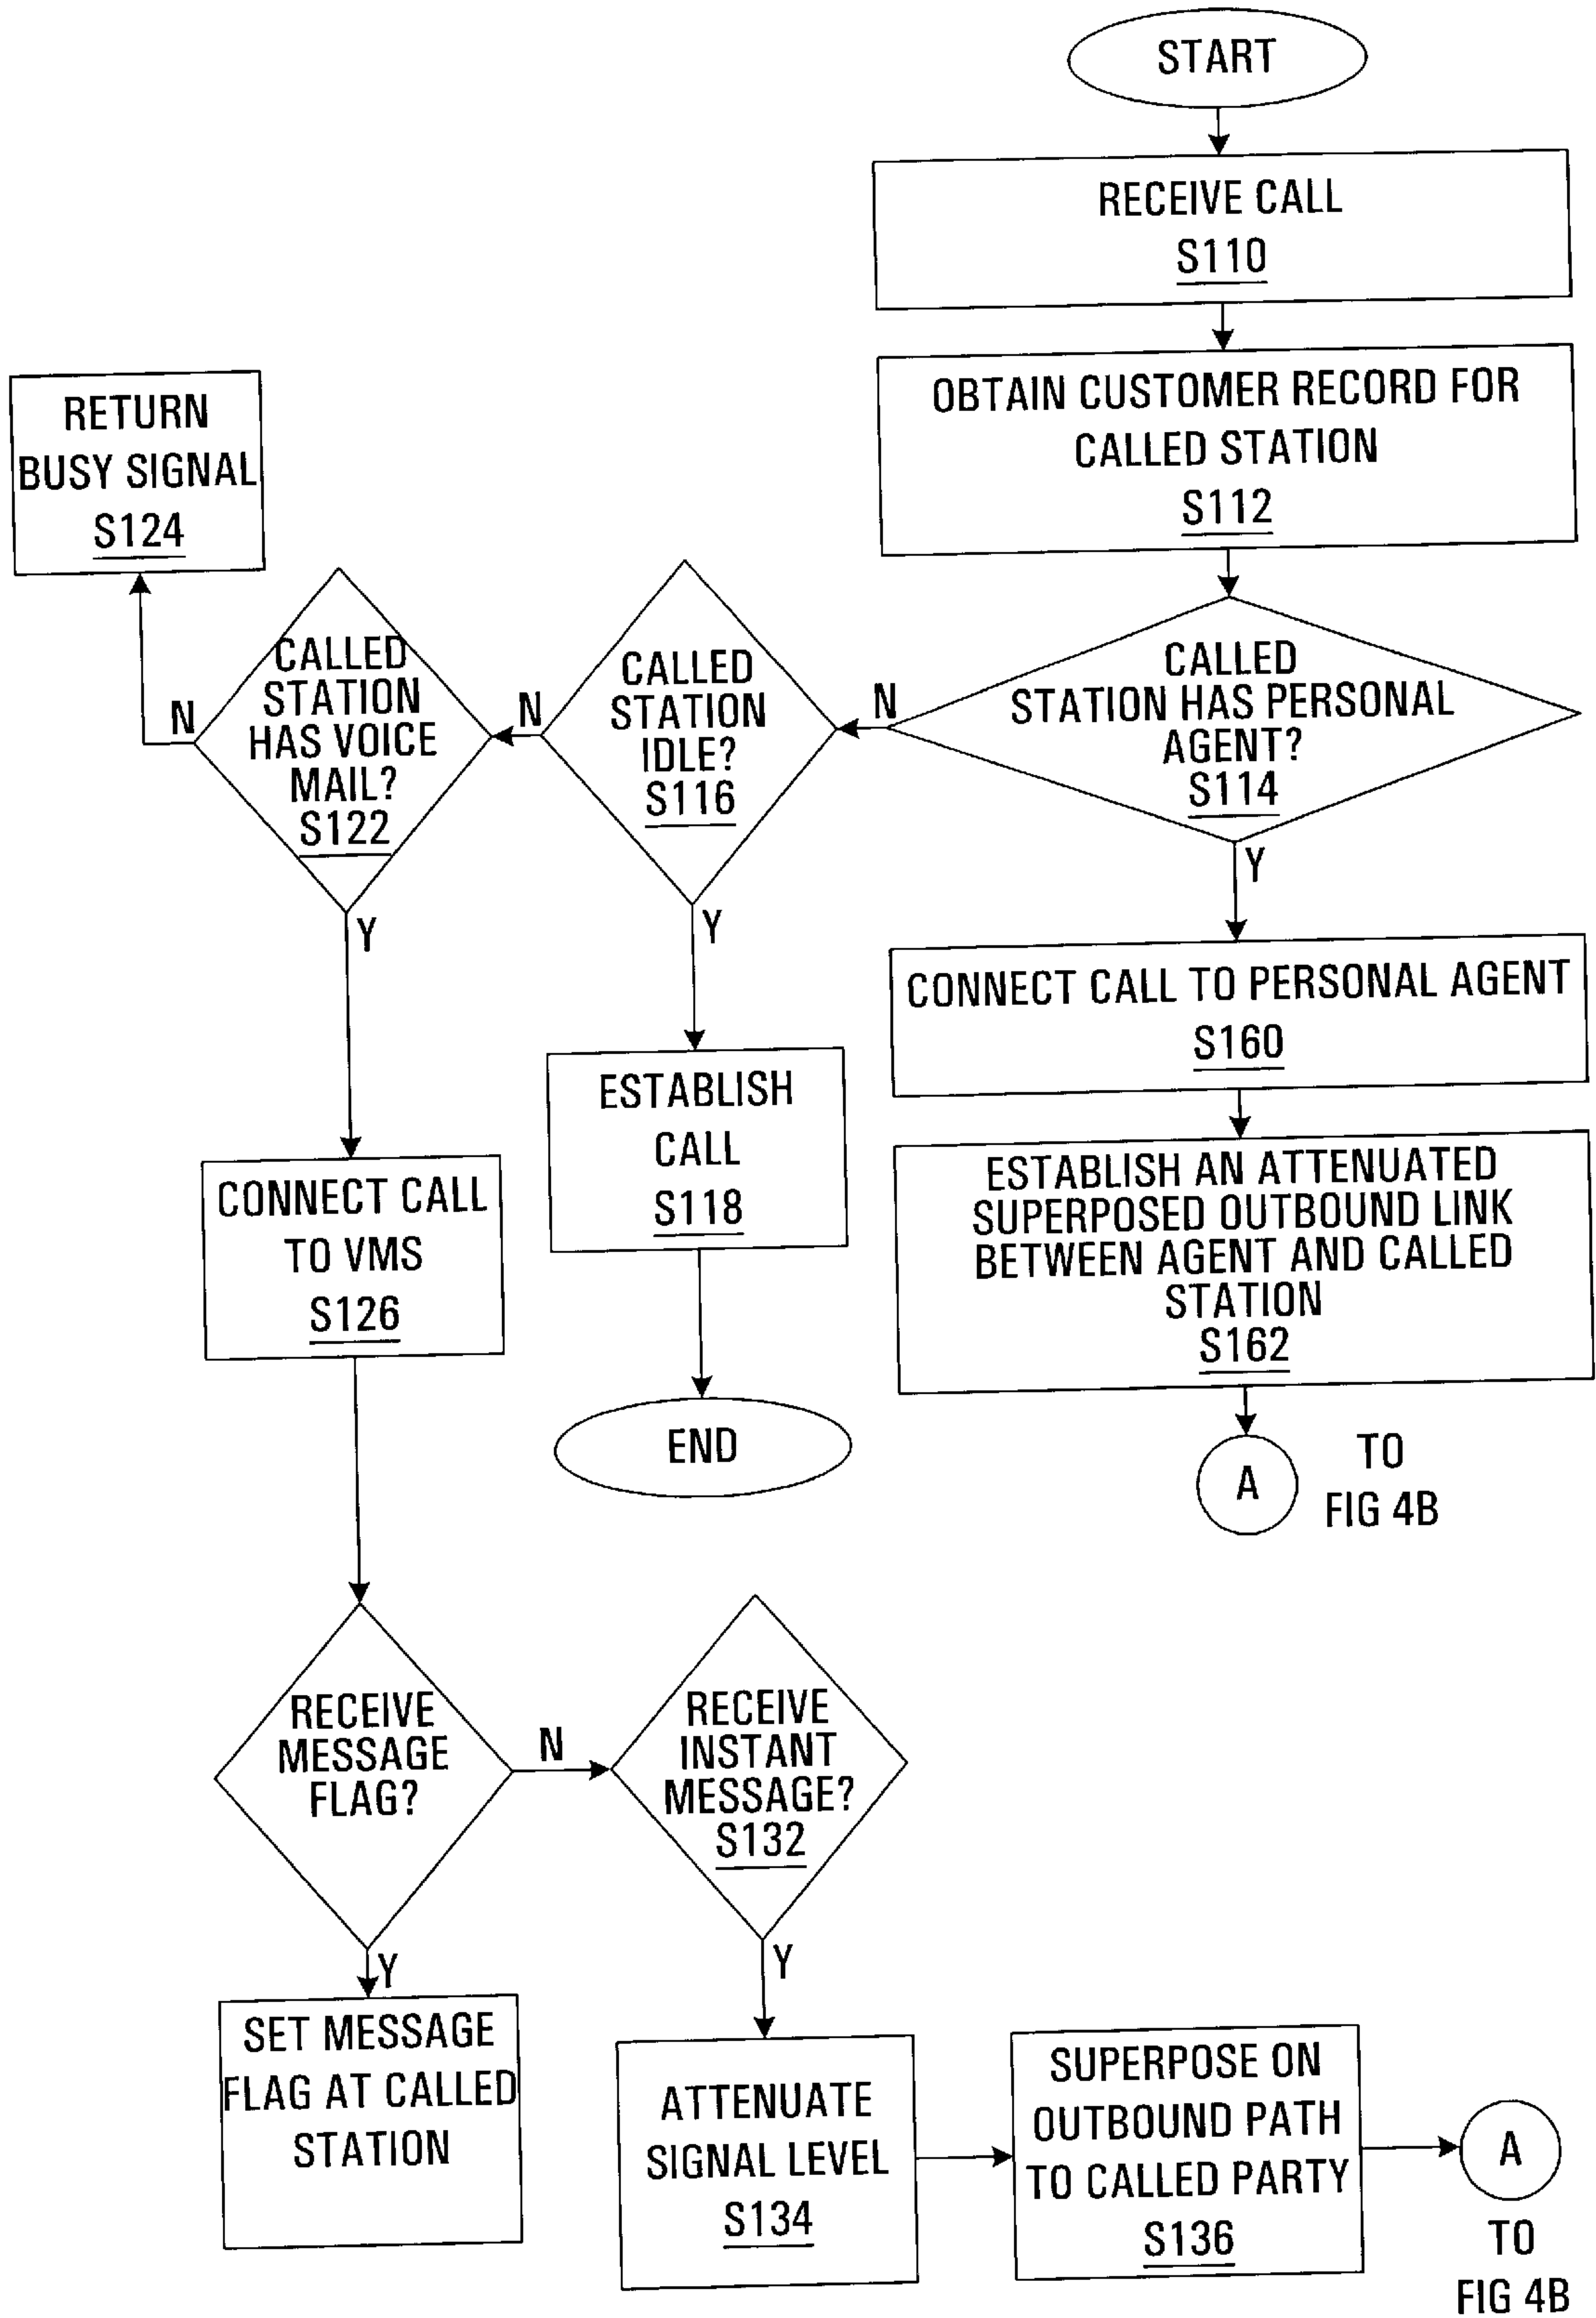 START
RECEIVE CALL
S110
OBTAIN CUSTOMER RECORD FOR
CALLED STATION
S112
RETURN
BUSY SIGNAL
S124
CALLED
STATION HAS PERSONAL
AGENT?
S114
N
Y
CALLED
STATION
IDLE?
S116
N
Y
CALLED
STATION
HAS VOICE
MAIL?
S122
N
Y
CONNECT CALL TO PERSONAL AGENT
S160
ESTABLISH AN ATTENUATED
SUPERPOSED OUTBOUND LINK
BETWEEN AGENT AND CALLED
STATION
S162
A
TO
FIG 4B
ESTABLISH
CALL
S118
END
CONNECT CALL
TO VMS
S126
RECEIVE
MESSAGE
FLAG?
N
Y
RECEIVE
INSTANT
MESSAGE?
S132
Y
SET MESSAGE
FLAG AT CALLED
STATION
ATTENUATE
SIGNAL LEVEL
S134
SUPERPOSE ON
OUTBOUND PATH
TO CALLED PARTY
S136
A
TO
FIG 4B